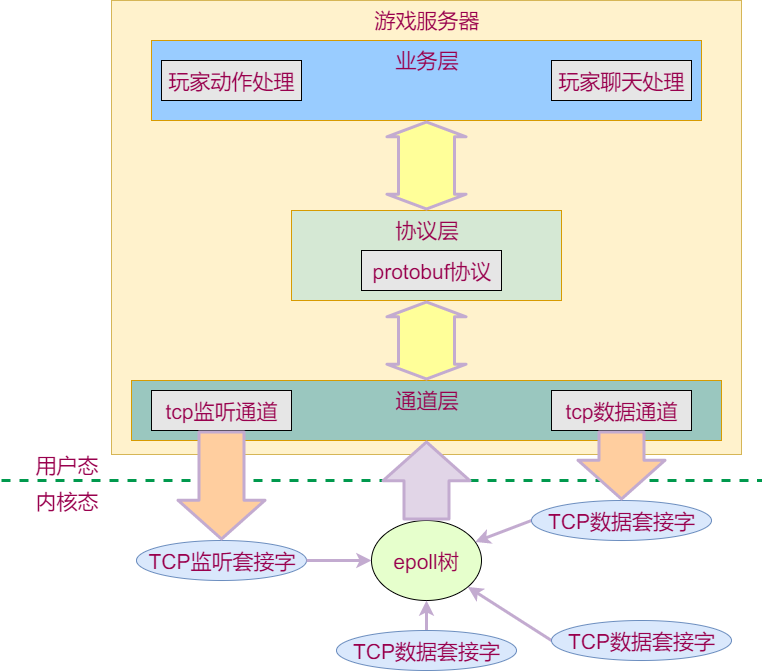 游戏服务器
业务层
玩家动作处理
玩家聊天处理
协议层
protobuf协议
通道层
tcp监听通道
tcp数据通道
用户态
内核态
TCP数据套接字
TCP监听套接字
epoll树
TCP数据套接字
TCP数据套接字